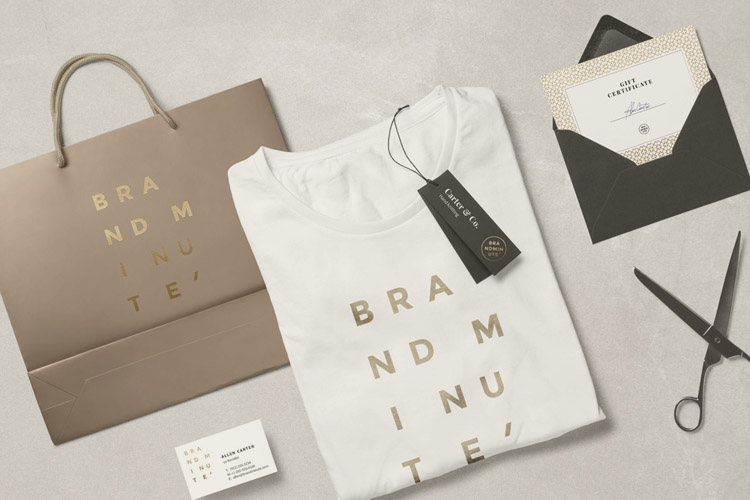 BRA
ND M
I NU
TE′
GIFT
CERTIFICATE
Carter & Co.
BRA
NDMIN
UTE′
BRA
ND M
I NU
TE′
BRA
ND M
I NU
TE′
ALLEN CARTER